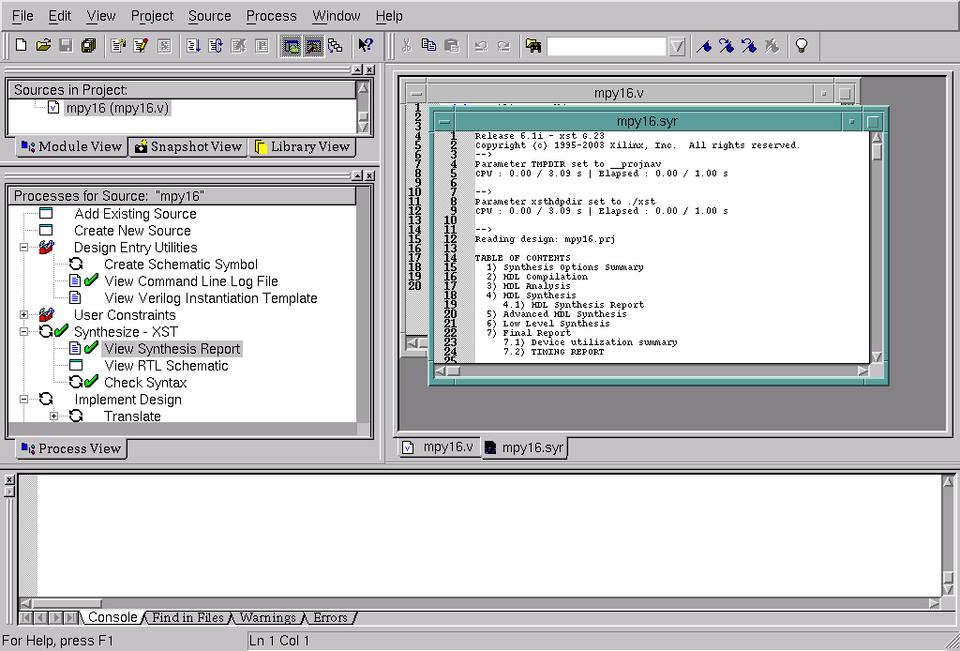 File Edit View Project Source Process Window Help
Sources in Project:
mpy16 (mpy16.v)
Module View Snapshot View Library View
Processes for Source: "mpy16"
Add Existing Source
Create New Source
Design Entry Utilities
Create Schematic Symbol
View Command Line Log File
View Verilog Instantiation Template
User Constraints
Synthesize - XST
View Synthesis Report
View RTL Schematic
Check Syntax
Implement Design
Translate
Process View
mpy16.v
1
2
3
4
5
6
7
8
9
10
11
12
13
14
15
16
17
18
19
20
mpy16.syr
1 Release 6.1i - xst G.23
2 Copyright (c) 1995-2003 Xilinx, Inc. All rights reserved.
3 -->
4 Parameter TMPDIR set to __projnav
5 CPU : 0.00 / 3.09 s | Elapsed : 0.00 / 1.00 s
6
7 -->
8 Parameter xsthdpdir set to ./xst
9 CPU : 0.00 / 3.09 s | Elapsed : 0.00 / 1.00 s
10
11 -->
12 Reading design: mpy16.prj
13
14 TABLE OF CONTENTS
15 1) Synthesis Options Summary
16 2) HDL Compilation
17 3) HDL Analysis
18 4) HDL Synthesis
19 4.1) HDL Synthesis Report
20 5) Advanced HDL Synthesis
21 6) Low Level Synthesis
22 7) Final Report
23 7.1) Device utilization summary
24 7.2) TIMING REPORT
25
mpy16.v mpy16.syr
Console Find in Files Warnings Errors
For Help, press F1 Ln 1 Col 1